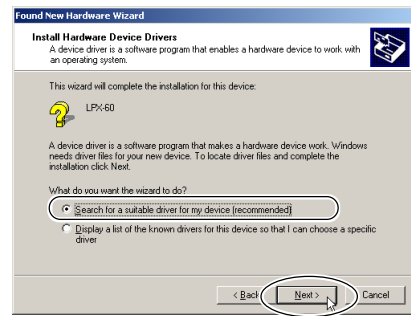 Found New Hardware Wizard
Install Hardware Device Drivers
A device driver is a software program that enables a hardware device to work with
an operating system.
This wizard will complete the installation for this device:
LPX-60
A device driver is a software program that makes a hardware device work. Windows
needs driver files for your new device. To locate driver files and complete the
installation click Next.
What do you want the wizard to do?
Search for a suitable driver for my device (recommended)
Display a list of the known drivers for this device so that I can choose a specific
driver
< Back
Next >
Cancel